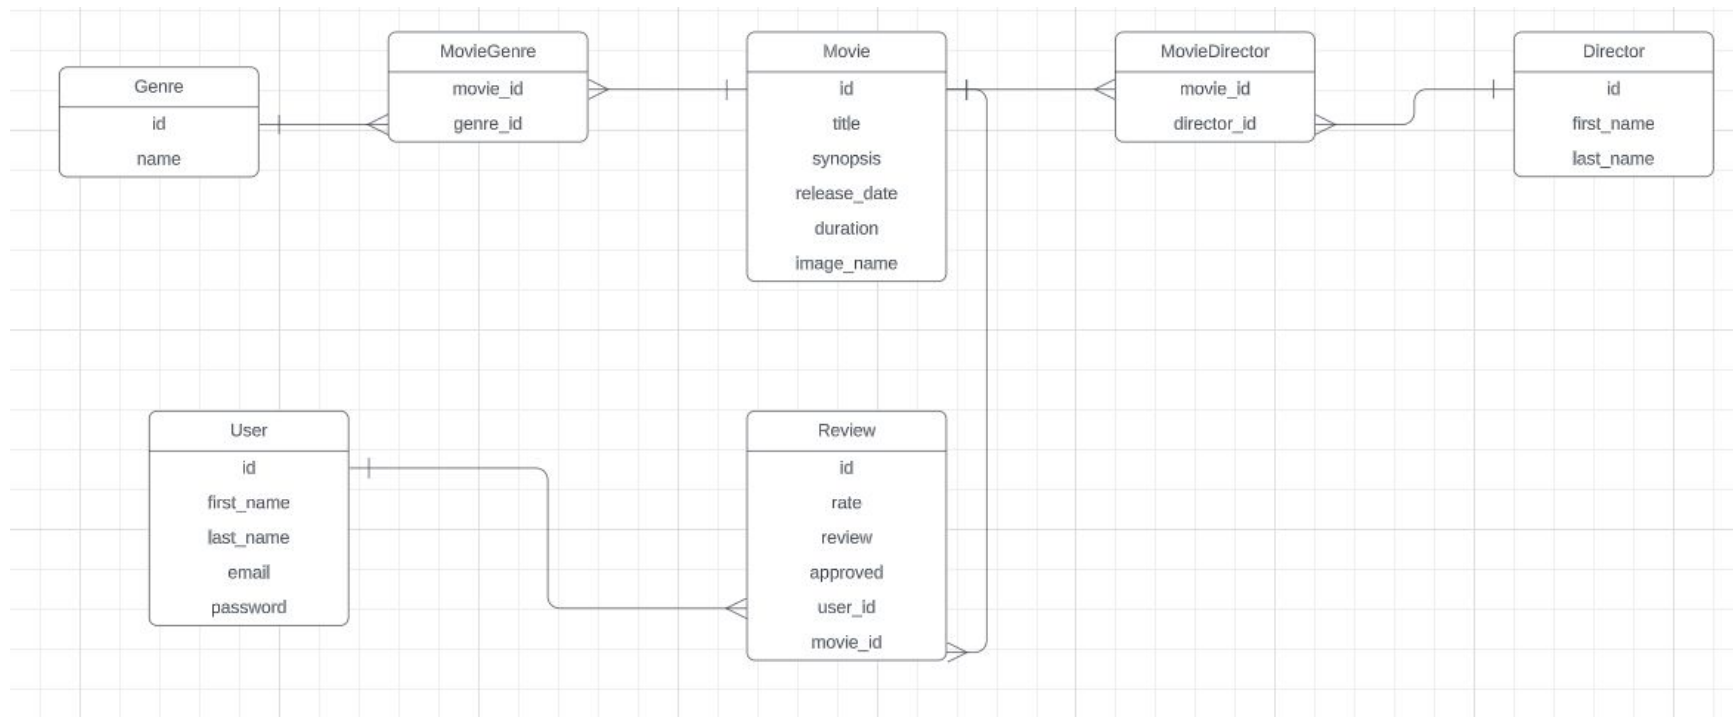 Genre
id
name
MovieGenre
movie_id
genre_id
Movie
id
title
synopsis
release_date
duration
image_name
MovieDirector
movie_id
director_id
Director
id
first_name
last_name
User
id
first_name
last_name
email
password
Review
id
rate
review
approved
user_id
movie_id